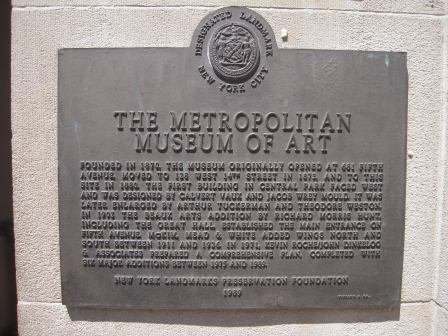 DESIGNATED LANDMARK
NEW YORK CITY
THE METROPOLITAN
MUSEUM OF ART
FOUNDED IN 1870, THE MUSEUM ORIGINALLY OPENED AT 681 FIFTH
AVENUE, MOVED TO 128 WEST 14TH STREET IN 1873, AND TO THIS
SITE IN 1880. THE FIRST BUILDING IN CENTRAL PARK FACED WEST
AND WAS DESIGNED BY CALVERT VAUX AND JACOB WREY MOULD. IT WAS
LATER ENLARGED BY ARTHUR TUCKERMAN AND THEODORE WESTON.
IN 1902 THE BEAUX ARTS ADDITION BY RICHARD MORRIS HUNT,
INCLUDING THE GREAT HALL, ESTABLISHED THE MAIN ENTRANCE ON
FIFTH AVENUE. MCKIM, MEAD & WHITE ADDED WINGS NORTH AND
SOUTH BETWEEN 1911 AND 1926. IN 1971, KEVIN ROCHE/JOHN DINKELOO
& ASSOCIATES PREPARED A COMPREHENSIVE PLAN, COMPLETED WITH
SIX MAJOR ADDITIONS BETWEEN 1975 AND 1987.
NEW YORK LANDMARKS PRESERVATION FOUNDATION
1989